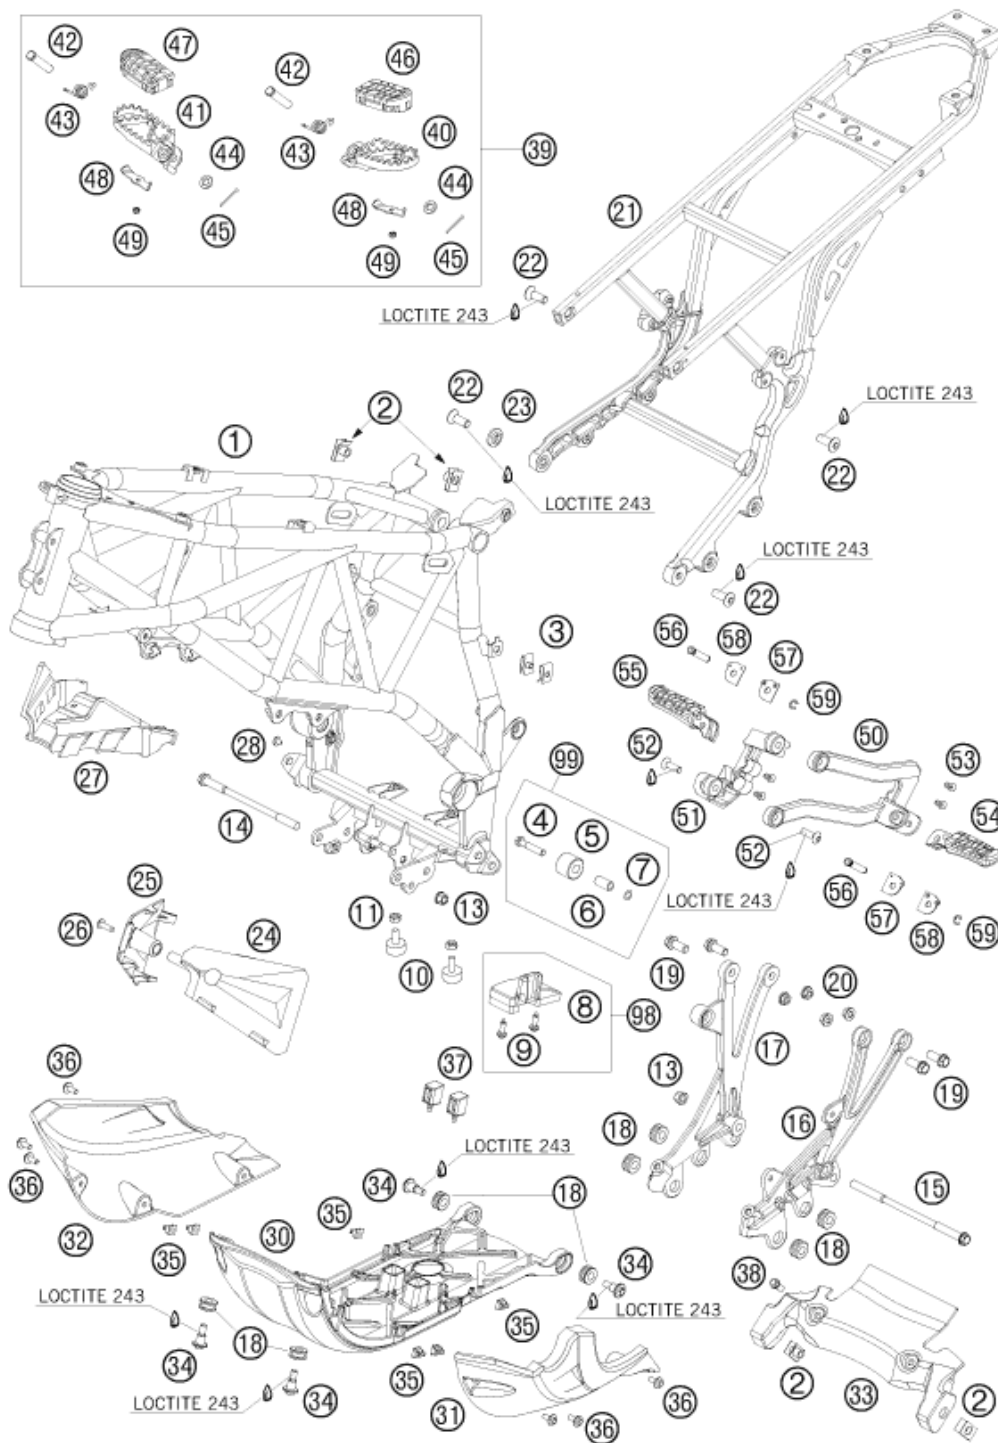 42 47 42 46
43 41 43 40
44 44 39
48 45 48 45
49 49
21
22
LOCTITE 243
22 23
LOCTITE 243
LOCTITE 243
22
LOCTITE 243
22
1 2
3
27 28 14
56 58 57 59
55 52 51 50 53 54
52
LOCTITE 243
56 57 58 59
99
4 5 7 6
25 26 24
11 13 10
8 9 98
19 20 17
13 18 16 19
15
18
36 37
LOCTITE 243
34
36 32 35 35 30
18
34
LOCTITE 243
38
LOCTITE 243
34 18
35
35
LOCTITE 243
34 31 36 36
2 33 2